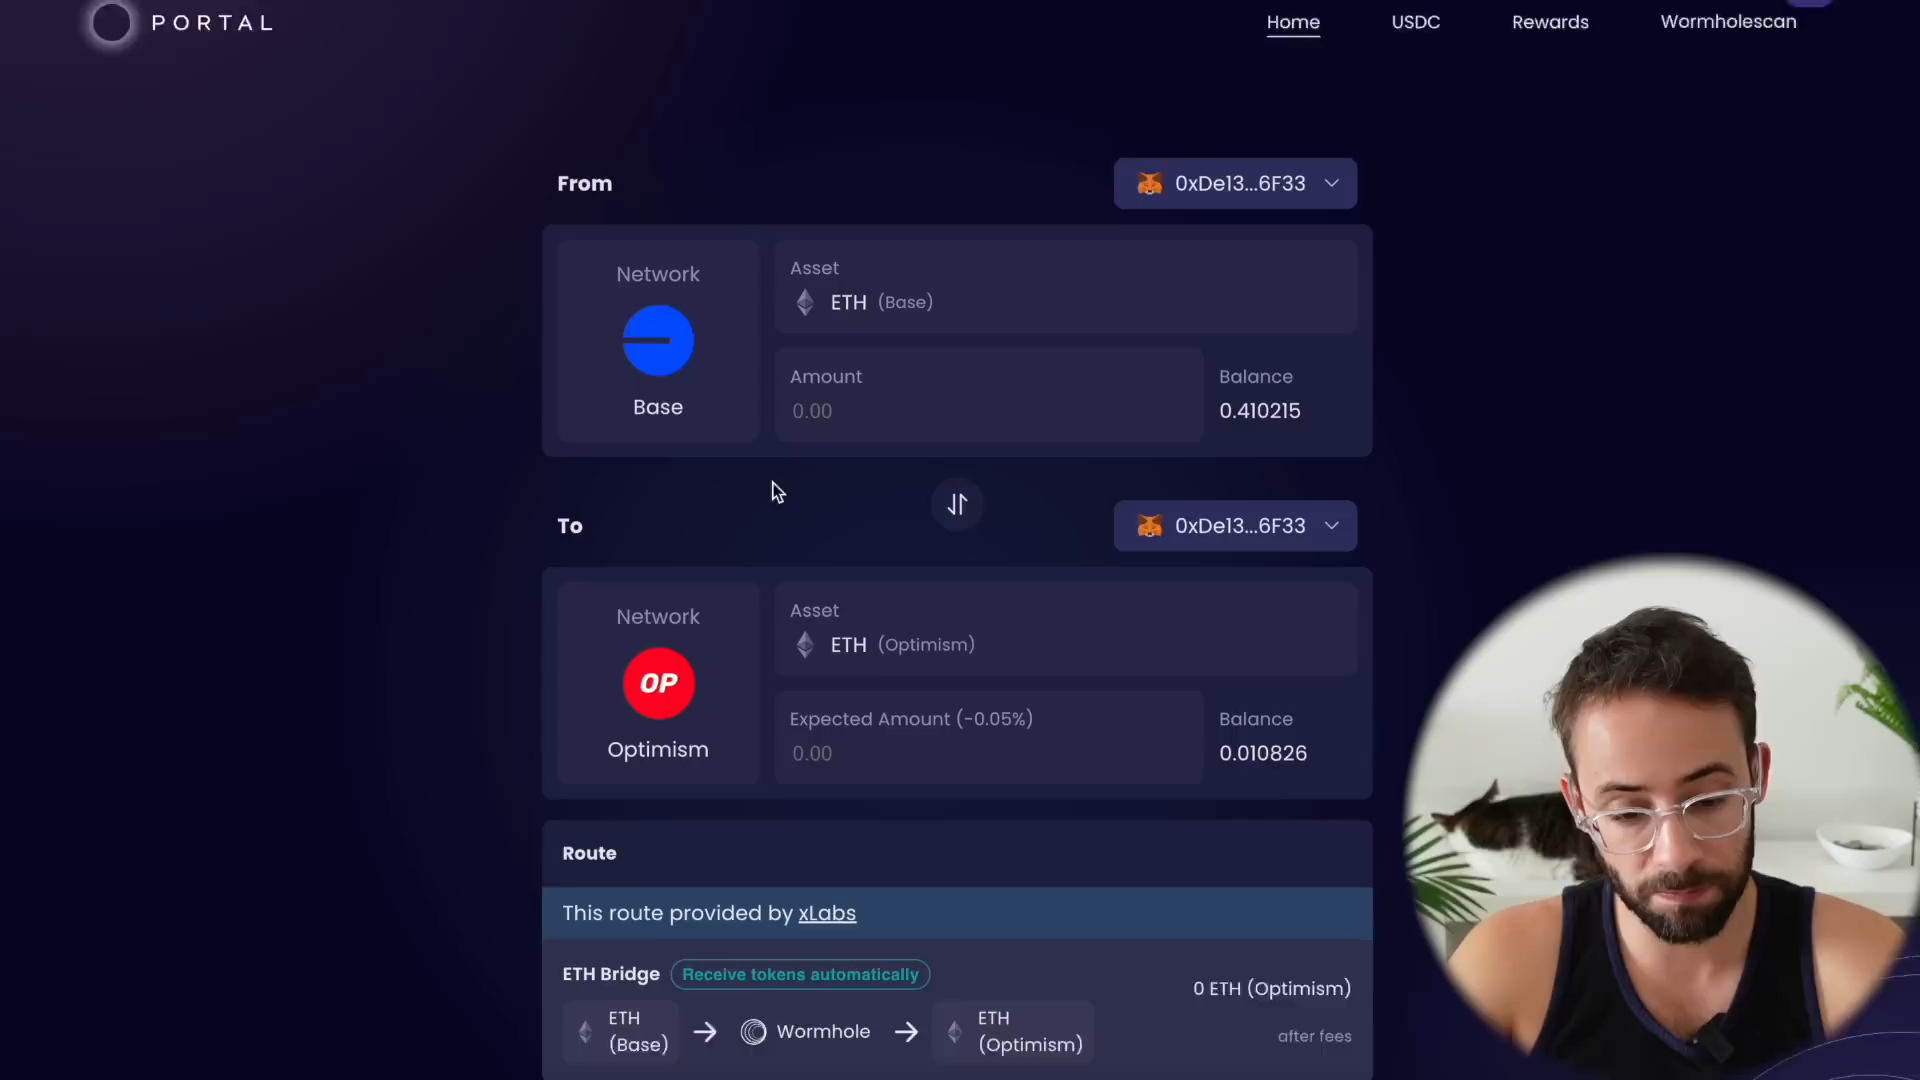 PORTAL
Home USDC Rewards Wormholescan
From
0xDe13...6F33
Network
Base
Asset
ETH (Base)
Amount
0.00
Balance
0.410215
To
0xDe13...6F33
Network
OP
Optimism
Asset
ETH (Optimism)
Expected Amount (-0.05%)
0.00
Balance
0.010826
Route
This route provided by xLabs
ETH Bridge Receive tokens automatically
0 ETH (Optimism)
after fees
ETH
(Base)
Wormhole
ETH
(Optimism)